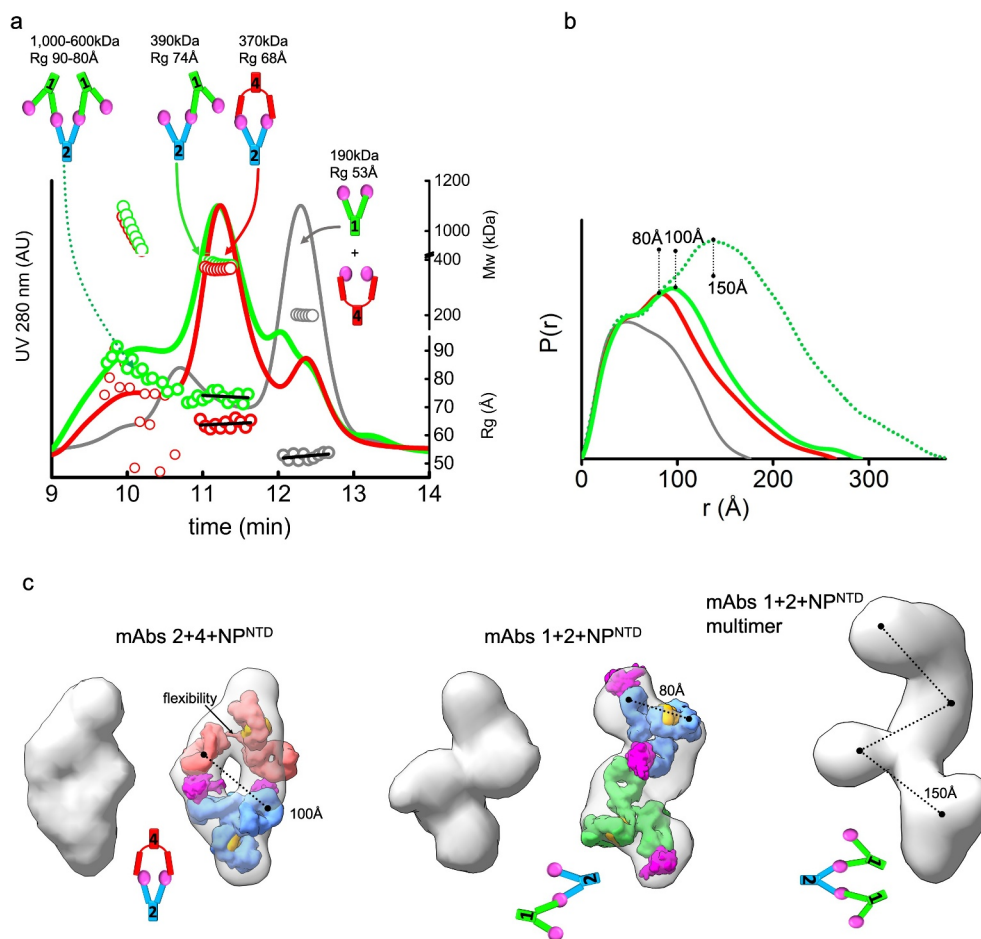 a
1,000-600kDa
Rg 90-80Å
390kDa
Rg 74Å
370kDa
Rg 68Å
1
1
2
1
2
4
2
190kDa
Rg 53Å
1
+
4
UV 280 nm (AU)
1200
1000
400
200
90
80
70
60
50
Mw (kDa)
Rg (Å)
9
10
11
12
13
14
time (min)
b
P(r)
80Å
100Å
150Å
0
100
200
300
r (Å)
c
mAbs 2+4+NPᴺᵀᴰ
flexibility
100Å
4
2
mAbs 1+2+NPᴺᵀᴰ
80Å
2
1
mAbs 1+2+NPᴺᵀᴰ
multimer
150Å
1
2
1